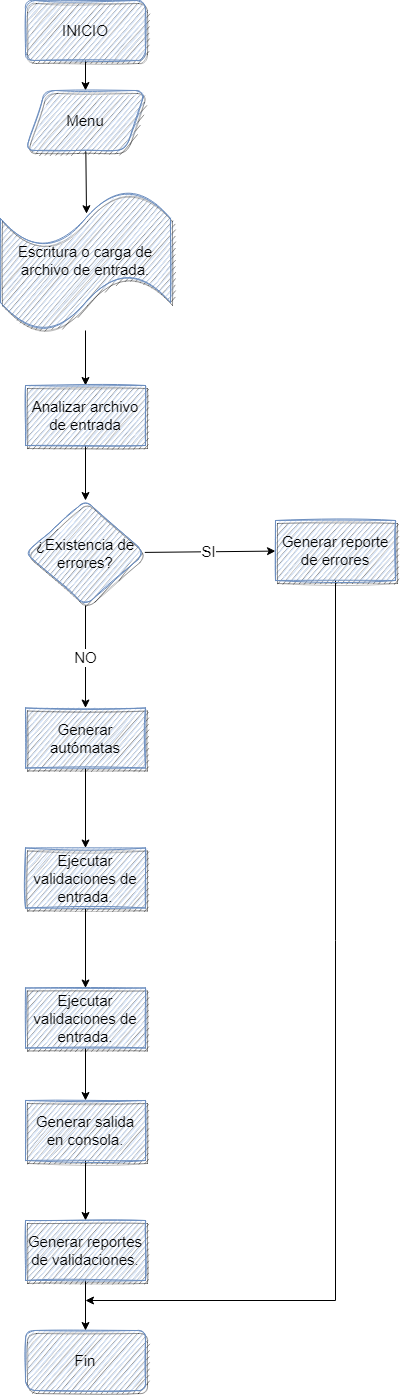 INICIO
Menu
Escritura o carga de
archivo de entrada.
Analizar archivo
de entrada
¿Existencia de
errores?
SI
Generar reporte
de errores
NO
Generar
autómatas
Ejecutar
validaciones de
entrada.
Ejecutar
validaciones de
entrada.
Generar salida
en consola.
Generar reportes
de validaciones.
Fin